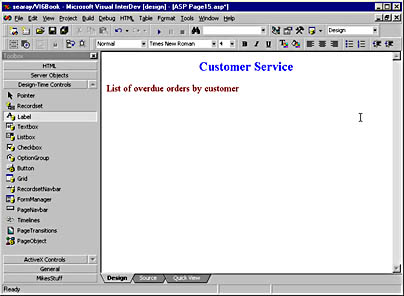 searay/VI6Book - Microsoft Visual InterDev [design] - [ASP Page15.asp*]
File Edit View Project Build Debug HTML Table Format Tools Window Help
Design
Normal Times New Roman 4 B I U
Toolbox
HTML
Server Objects
Design-Time Controls
Pointer
Recordset
Label
Textbox
Listbox
Checkbox
OptionGroup
Button
Grid
RecordsetNavbar
FormManager
PageNavbar
Timelines
PageTransitions
PageObject
ActiveX Controls
General
MikesStuff
Customer Service
List of overdue orders by customer
Design Source Quick View
Ready